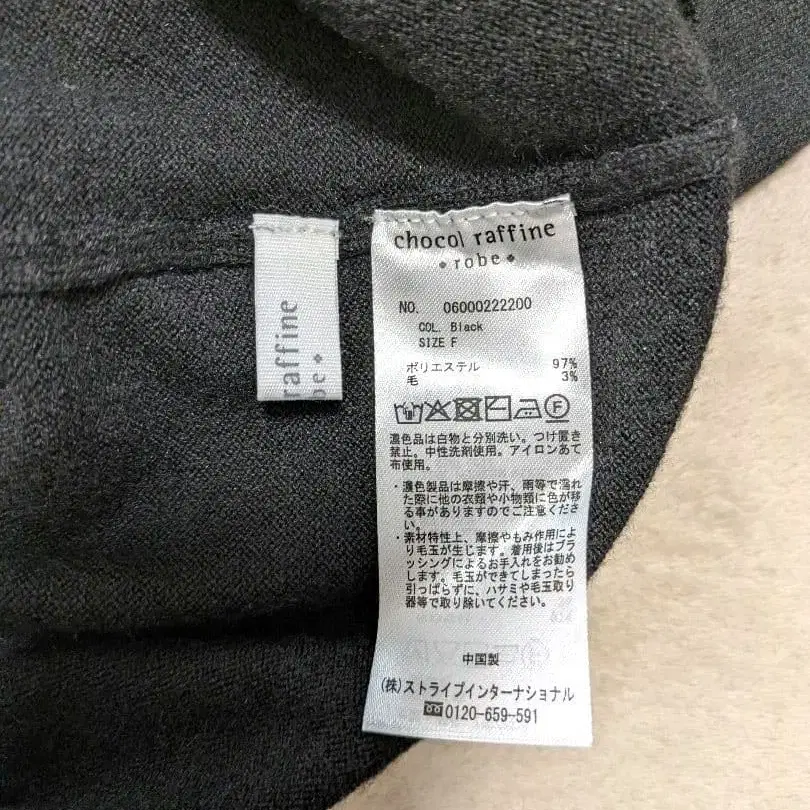 chocol raffine
robe
raffine
be
NO. 06000222200
COL. Black
SIZE F
ポリエステル 97%
毛 3%
F
濃色品は白物と分別洗い。つけ置き
禁止。中性洗剤使用。アイロンあて
布使用。
・濃色製品は摩擦や汗、雨等で濡れ
た際に他の衣類や小物類に色が移
る事がありますのでご注意くださ
い。
・素材特性上、摩擦やもみ作用によ
り毛玉が生じます。着用後はブラ
ッシングによるお手入れをお勧め
します。毛玉ができてしまったら
引っぱらずに、ハサミや毛玉取り
器等で取り除いてください。
中国製
(株)ストライプインターナショナル
0120-659-591